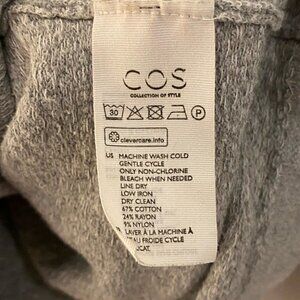 COS
COLLECTION OF STYLE
30
P
clevercare.info
US MACHINE WASH COLD
GENTLE CYCLE
ONLY NON-CHLORINE
BLEACH WHEN NEEDED
LINE DRY
LOW IRON
DRY CLEAN
67% COTTON
24% RAYON
9% NYLON
LAVER À LA MACHINE À
EAU FROIDE CYCLE